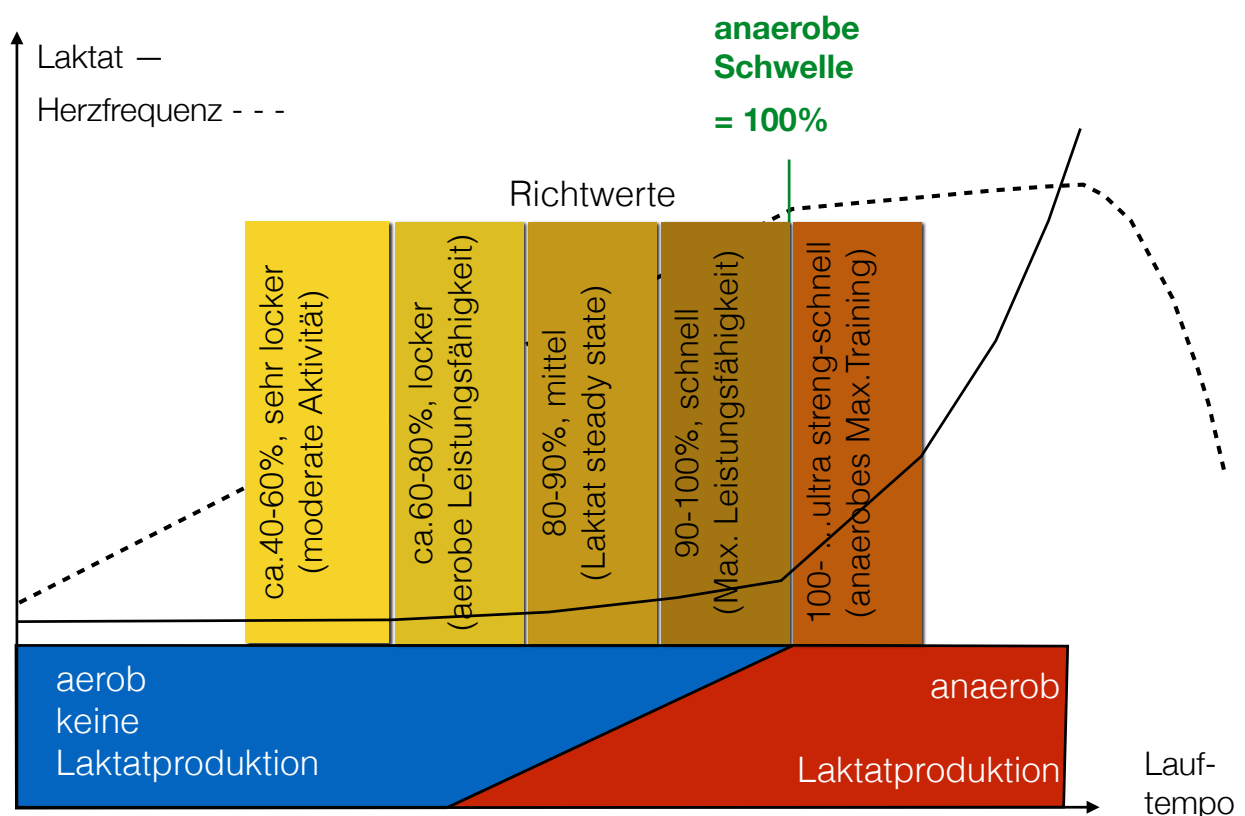 Laktat —
Herzfrequenz - - -
anaerobe
Schwelle
= 100%
Richtwerte
ca.40-60%, sehr locker
(moderate Aktivität)
ca.60-80%, locker
(aerobe Leistungsfähigkeit)
80-90%, mittel
(Laktat steady state)
90-100%, schnell
(Max. Leistungsfähigkeit)
100- ... ultra streng-schnell
(anaerobes Max.Training)
aerob
keine
Laktatproduktion
anaerob
Laktatproduktion
Lauf-
tempo